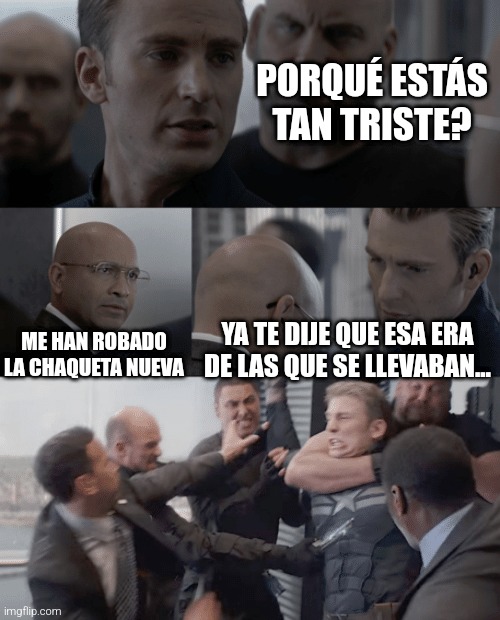 PORQUÉ ESTÁS
TAN TRISTE?
ME HAN ROBADO
LA CHAQUETA NUEVA
YA TE DIJE QUE ESA ERA
DE LAS QUE SE LLEVABAN...
imgflip.com